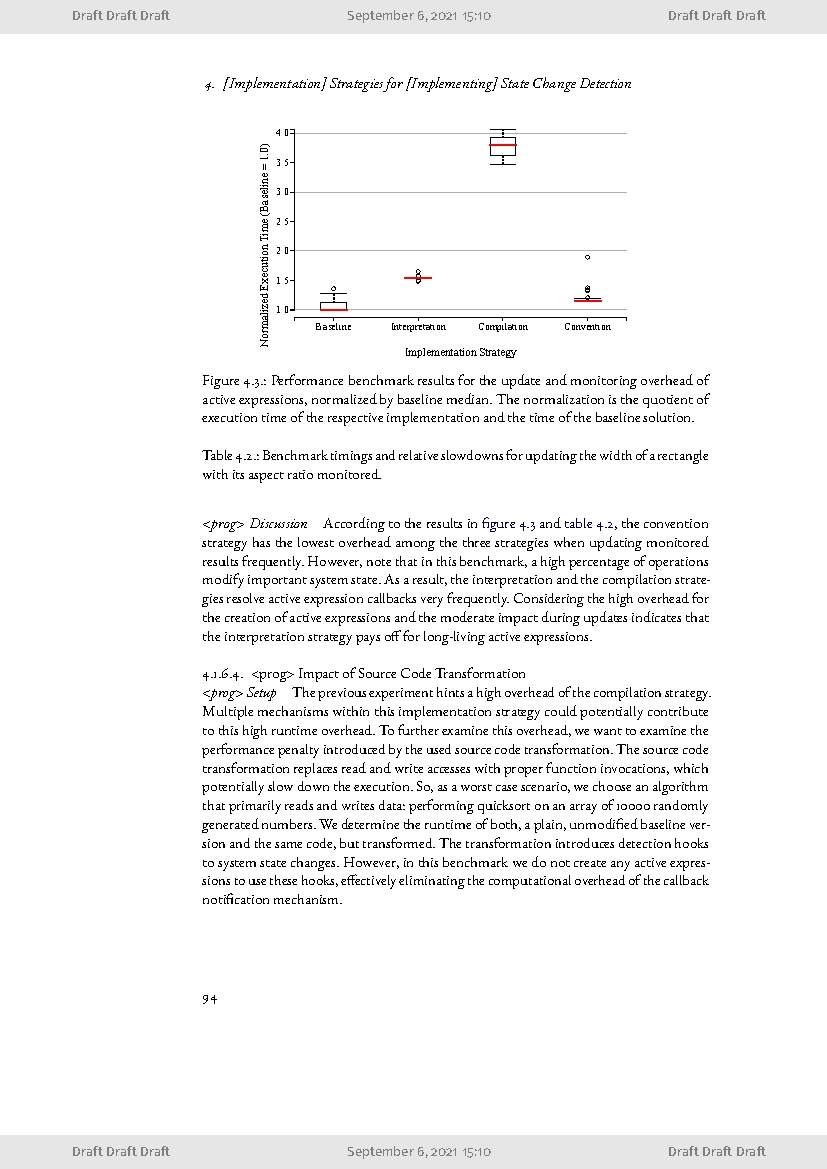 Draft Draft Draft September 6, 2021 15:10 Draft Draft Draft
4. [Implementation] Strategies for [Implementing] State Change Detection
Normalized Execution Time (Baseline = 1.0)
4 0
3 5
3 0
2 5
2 0
1 5
1 0
Baseline Interpretation Compilation Convention
Implementation Strategy
Figure 4.3.: Performance benchmark results for the update and monitoring overhead of
active expressions, normalized by baseline median. The normalization is the quotient of
execution time of the respective implementation and the time of the baseline solution.
Table 4.2.: Benchmark timings and relative slowdowns for updating the width of a rectangle
with its aspect ratio monitored.
<prog> Discussion According to the results in figure 4.3 and table 4.2, the convention
strategy has the lowest overhead among the three strategies when updating monitored
results frequently. However, note that in this benchmark, a high percentage of operations
modify important system state. As a result, the interpretation and the compilation strate-
gies resolve active expression callbacks very frequently. Considering the high overhead for
the creation of active expressions and the moderate impact during updates indicates that
the interpretation strategy pays off for long-living active expressions.
4.1.6.4. <prog> Impact of Source Code Transformation
<prog> Setup The previous experiment hints a high overhead of the compilation strategy.
Multiple mechanisms within this implementation strategy could potentially contribute
to this high runtime overhead. To further examine this overhead, we want to examine the
performance penalty introduced by the used source code transformation. The source code
transformation replaces read and write accesses with proper function invocations, which
potentially slow down the execution. So, as a worst case scenario, we choose an algorithm
that primarily reads and writes data: performing quicksort on an array of 10000 randomly
generated numbers. We determine the runtime of both, a plain, unmodified baseline ver-
sion and the same code, but transformed. The transformation introduces detection hooks
to system state changes. However, in this benchmark we do not create any active expres-
sions to use these hooks, effectively eliminating the computational overhead of the callback
notification mechanism.
94
Draft Draft Draft September 6, 2021 15:10 Draft Draft Draft